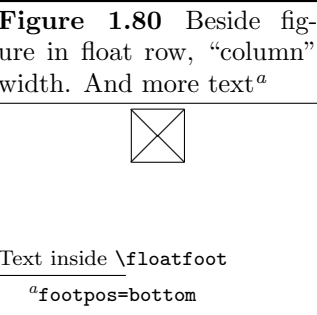 Figure 1.80 Beside fig-
ure in float row, “column”
width. And more text^a
Text inside \floatfoot
^a footpos=bottom